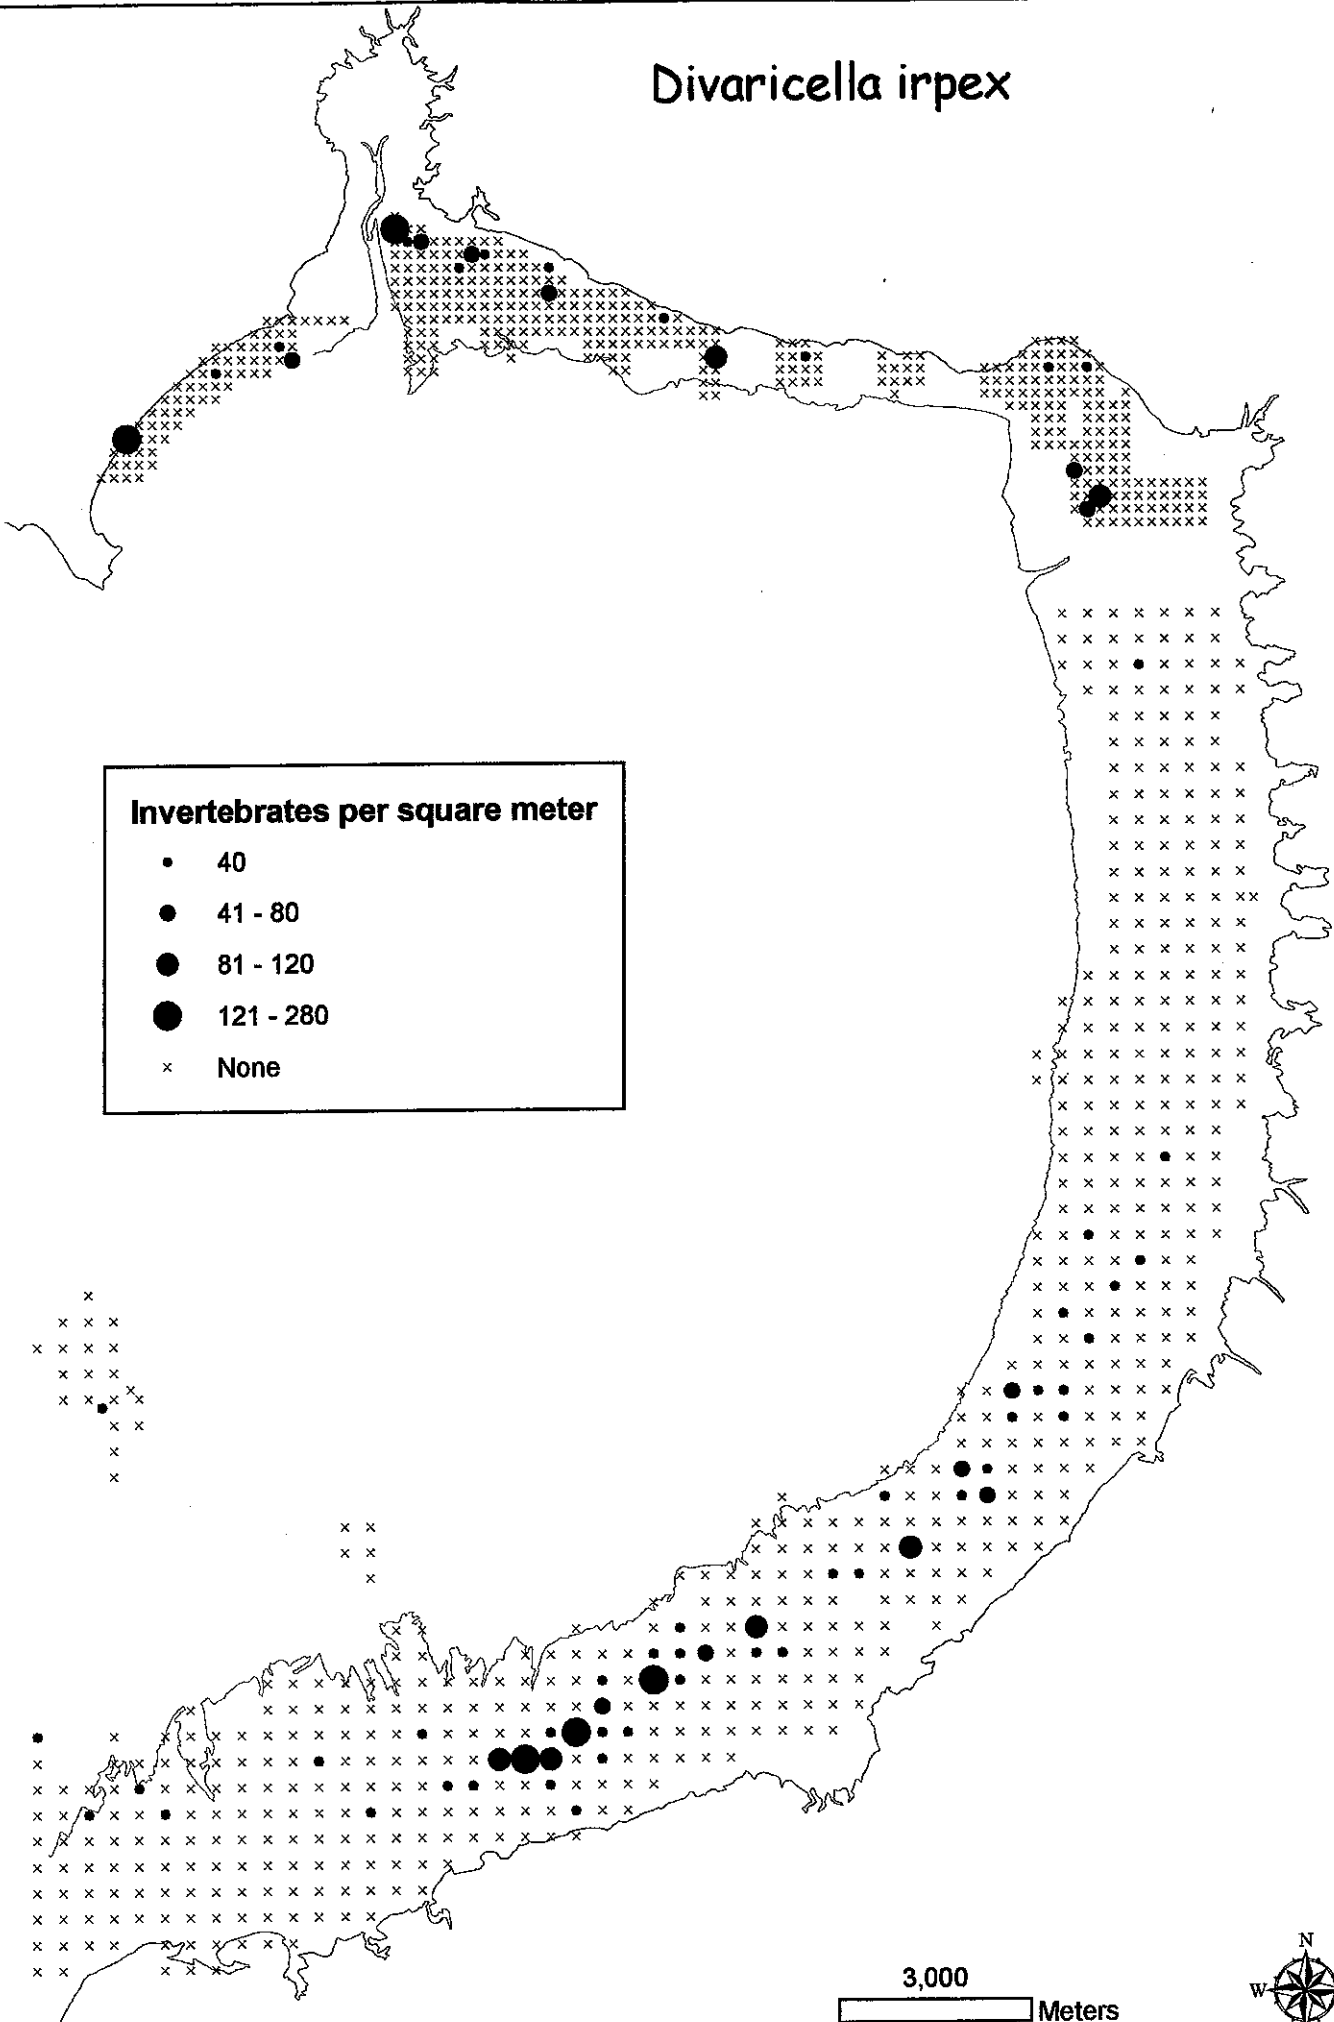 Divaricella irpex
Invertebrates per square meter
40
41 - 80
81 - 120
121 - 280
None
3,000
Meters
N
W